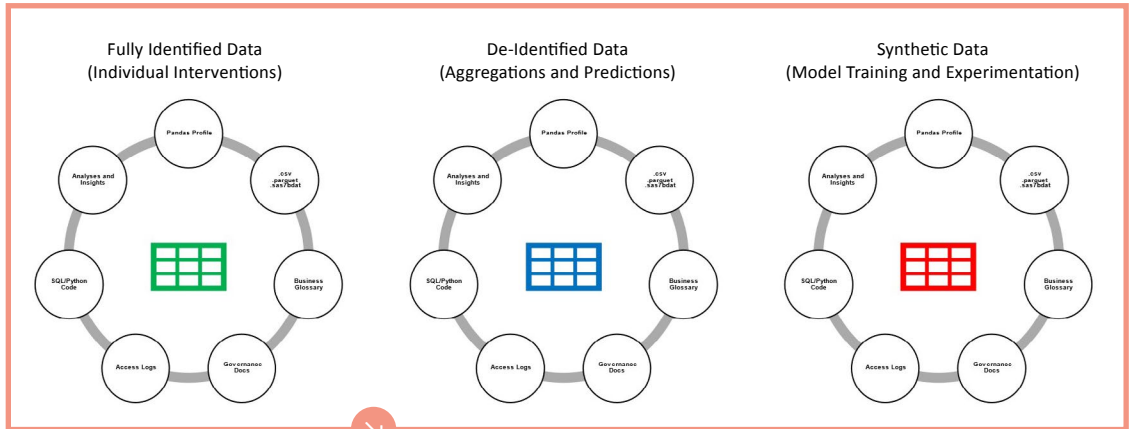 Fully Identified Data
(Individual Interventions)
Pandas Profile
.csv
.parquet
.sas7bdat
Business
Glossary
Governance
Docs
Access Logs
SQL/Python
Code
Analyses and
Insights
De-Identified Data
(Aggregations and Predictions)
Pandas Profile
.csv
.parquet
.sas7bdat
Business
Glossary
Governance
Docs
Access Logs
SQL/Python
Code
Analyses and
Insights
Synthetic Data
(Model Training and Experimentation)
Pandas Profile
.csv
.parquet
.sas7bdat
Business
Glossary
Governance
Docs
Access Logs
SQL/Python
Code
Analyses and
Insights